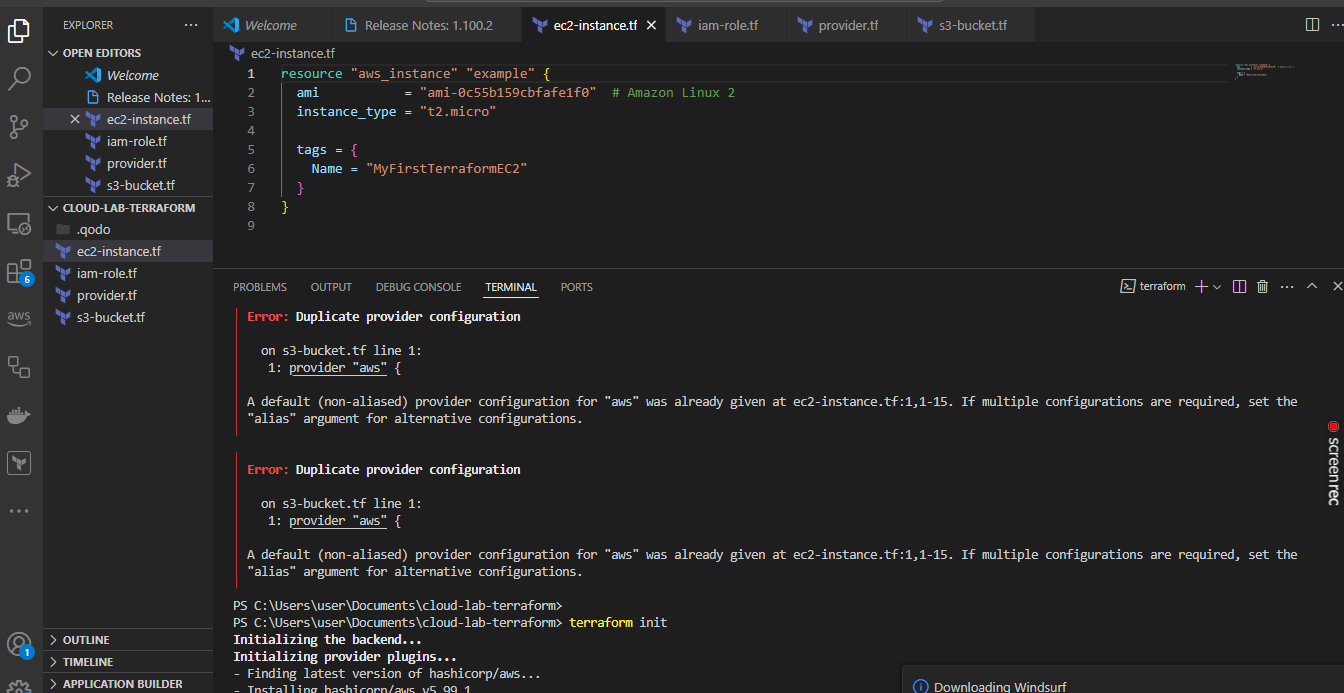 EXPLORER
OPEN EDITORS
Welcome
Release Notes: 1...
ec2-instance.tf
iam-role.tf
provider.tf
s3-bucket.tf
CLOUD-LAB-TERRAFORM
.qodo
ec2-instance.tf
iam-role.tf
provider.tf
s3-bucket.tf
OUTLINE
TIMELINE
APPLICATION BUILDER
6
aws
1
Welcome Release Notes: 1.100.2 ec2-instance.tf iam-role.tf provider.tf s3-bucket.tf
ec2-instance.tf
1 resource "aws_instance" "example" {
2 ami = "ami-0c55b159cbfafe1f0" # Amazon Linux 2
3 instance_type = "t2.micro"
4
5 tags = {
6 Name = "MyFirstTerraformEC2"
7 }
8 }
9
PROBLEMS OUTPUT DEBUG CONSOLE TERMINAL PORTS terraform
Error: Duplicate provider configuration
on s3-bucket.tf line 1:
1: provider "aws" {
A default (non-aliased) provider configuration for "aws" was already given at ec2-instance.tf:1,1-15. If multiple configurations are required, set the
"alias" argument for alternative configurations.
Error: Duplicate provider configuration
on s3-bucket.tf line 1:
1: provider "aws" {
A default (non-aliased) provider configuration for "aws" was already given at ec2-instance.tf:1,1-15. If multiple configurations are required, set the
"alias" argument for alternative configurations.
PS C:\Users\user\Documents\cloud-lab-terraform>
PS C:\Users\user\Documents\cloud-lab-terraform> terraform init
Initializing the backend...
Initializing provider plugins...
- Finding latest version of hashicorp/aws...
- Installing hashicorp/aws v5.99.1
Downloading Windsurf
screenrec